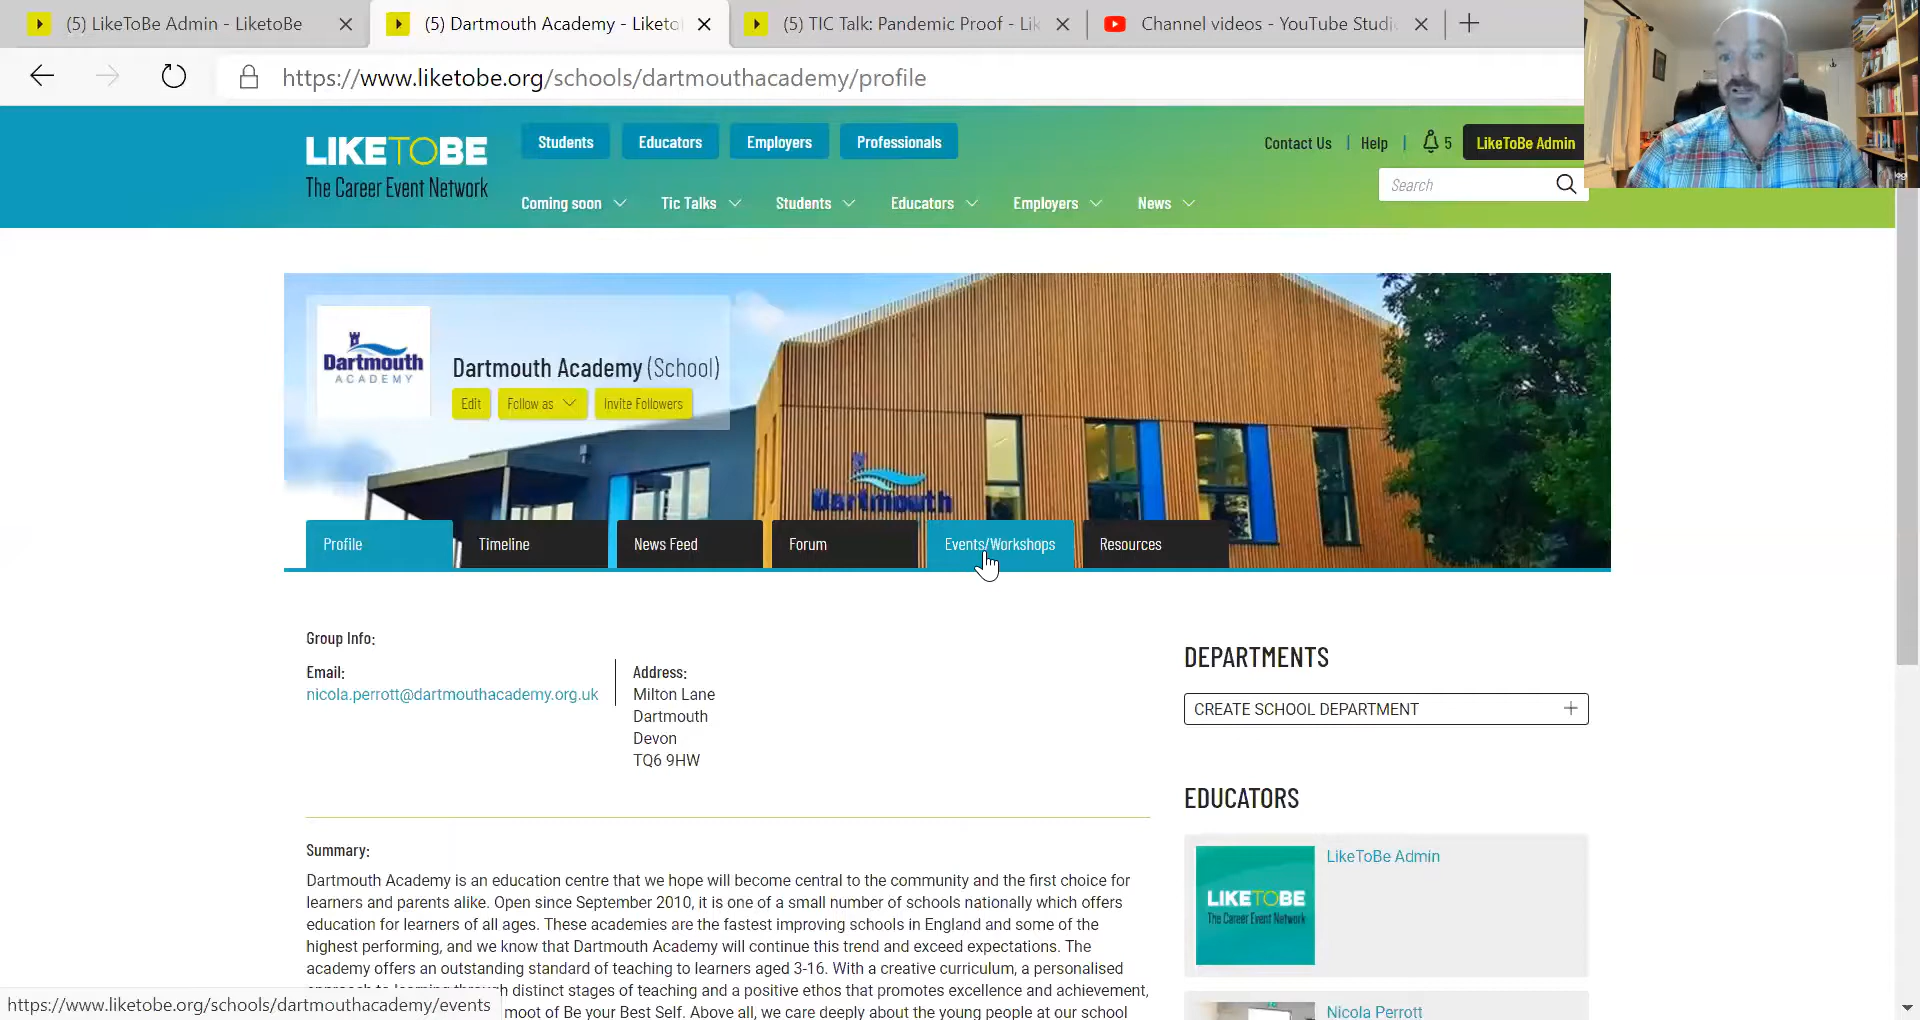 (5) LikeToBe Admin - LiketoBe
(5) Dartmouth Academy - Liketo
(5) TIC Talk: Pandemic Proof - Lik
Channel videos - YouTube Studi
https://www.liketobe.org/schools/dartmouthacademy/profile
LIKETOBE
The Career Event Network
Students
Educators
Employers
Professionals
Contact Us
Help
5
LikeToBe Admin
Search
Coming soon
Tic Talks
Students
Educators
Employers
News
Dartmouth
ACADEMY
Dartmouth Academy (School)
Edit
Follow as
Invite Followers
Dartmouth
Profile
Timeline
News Feed
Forum
Events/Workshops
Resources
Group Info:
Email:
nicola.perrott@dartmouthacademy.org.uk
Address:
Milton Lane
Dartmouth
Devon
TQ6 9HW
DEPARTMENTS
CREATE SCHOOL DEPARTMENT
EDUCATORS
LikeToBe Admin
LIKETOBE
The Career Event Network
Nicola Perrott
Summary:
Dartmouth Academy is an education centre that we hope will become central to the community and the first choice for
learners and parents alike. Open since September 2010, it is one of a small number of schools nationally which offers
education for learners of all ages. These academies are the fastest improving schools in England and some of the
highest performing, and we know that Dartmouth Academy will continue this trend and exceed expectations. The
academy offers an outstanding standard of teaching to learners aged 3-16. With a creative curriculum, a personalised
distinct stages of teaching and a positive ethos that promotes excellence and achievement,
moot of Be your Best Self. Above all, we care deeply about the young people at our school
https://www.liketobe.org/schools/dartmouthacademy/events